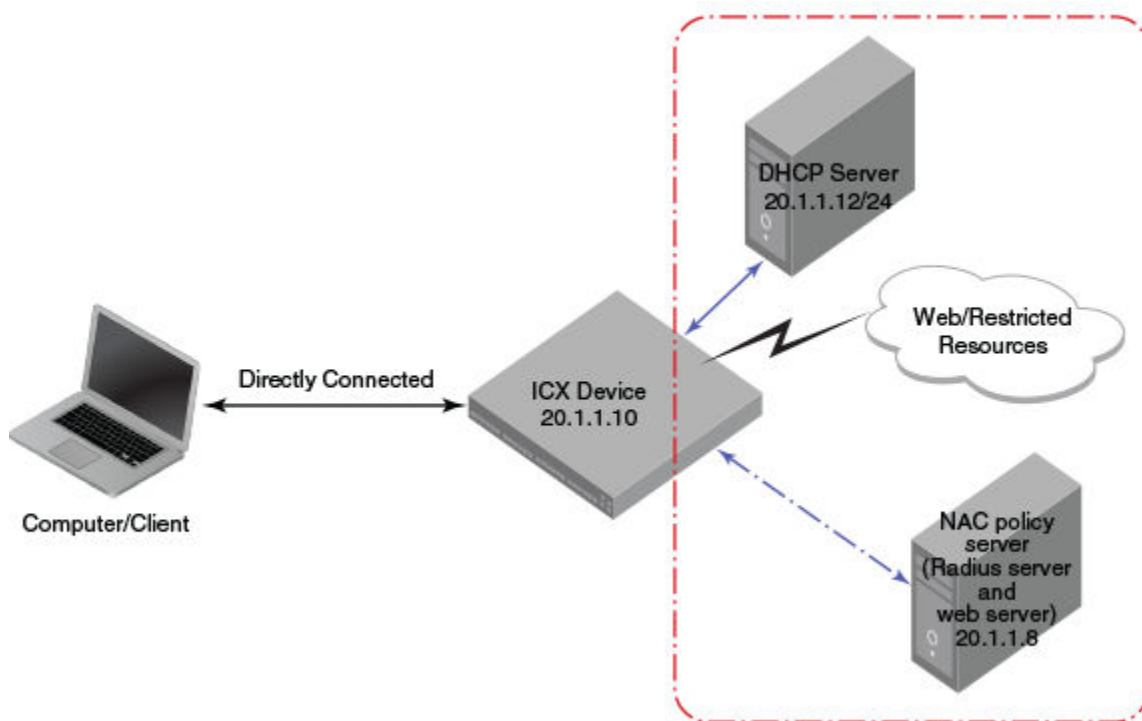 DHCP Server
20.1.1.12/24
Web/Restricted
Resources
Directly Connected
ICX Device
20.1.1.10
Computer/Client
NAC policy
server
(Radius server
and
web server)
20.1.1.8